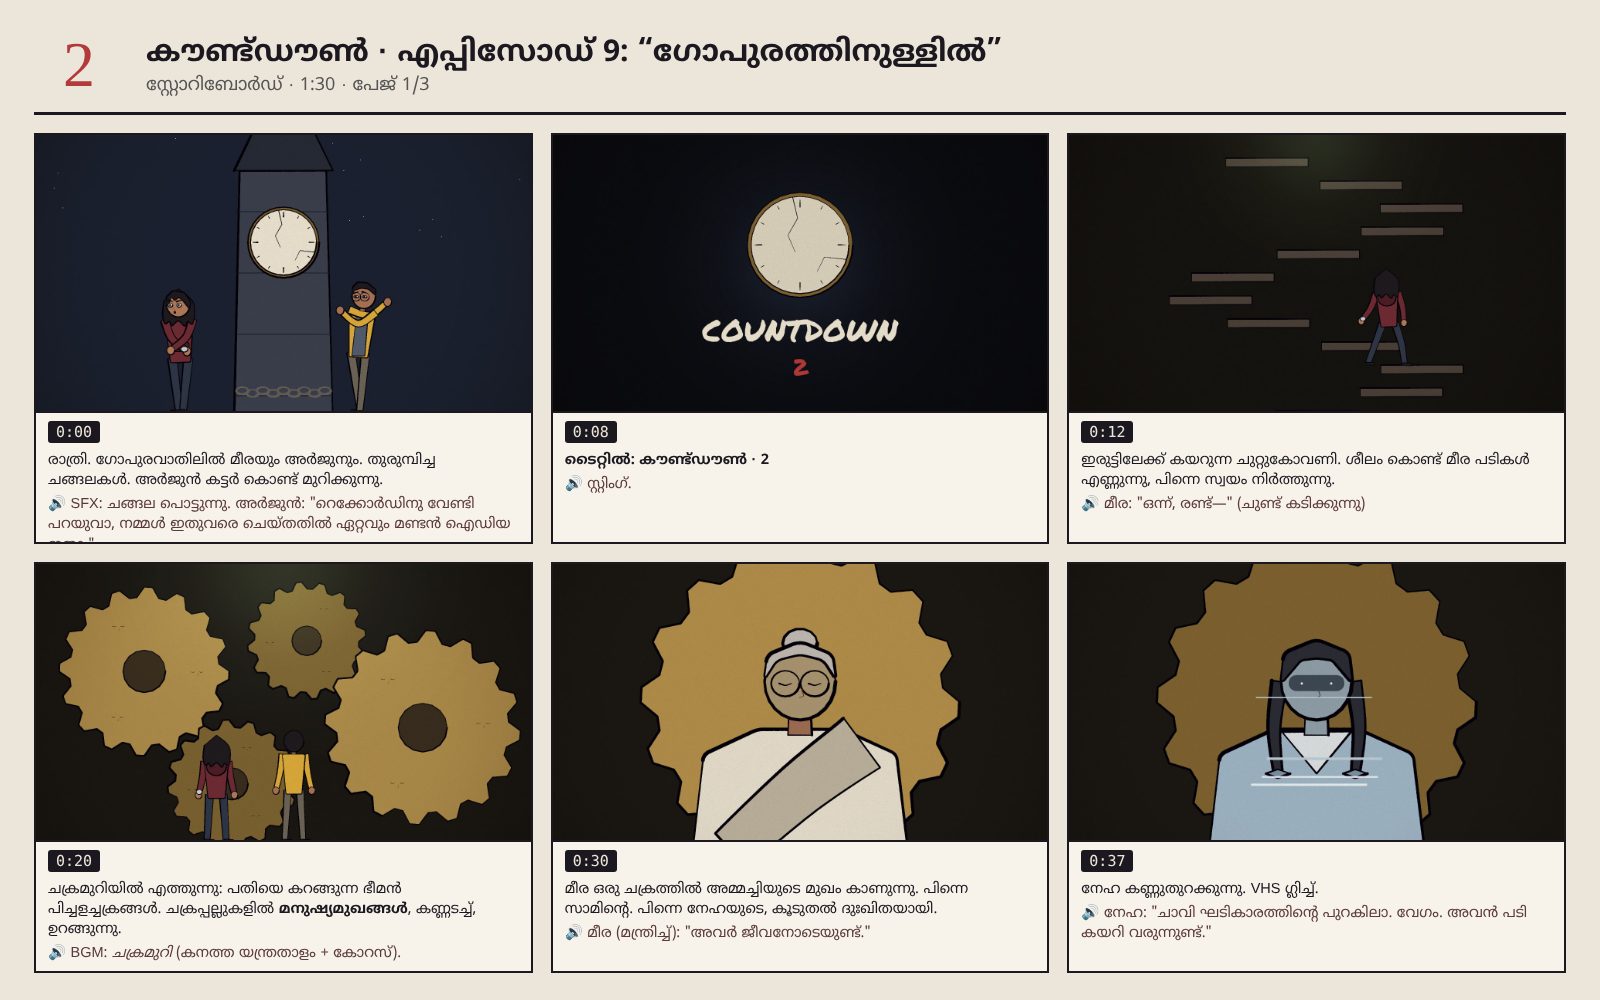 2
കൗണ്ട്ഡൗൺ · എപ്പിസോഡ് 9: “ഗോപുരത്തിനുള്ളിൽ”
സ്റ്റോറിബോർഡ് · 1:30 · പേജ് 1/3
0:00
രാത്രി. ഗോപുരവാതിലിൽ മീരയും അർജുനും. തുരുമ്പിച്ച
ചങ്ങലകൾ. അർജുൻ കട്ടർ കൊണ്ട് മുറിക്കുന്നു.
🔊 SFX: ചങ്ങല പൊട്ടുന്നു. അർജുൻ: "റെക്കോർഡിനു വേണ്ടി
പറയുവാ, നമ്മൾ ഇതുവരെ ചെയ്തതിൽ ഏറ്റവും മണ്ടൻ ഐഡിയ
COUNTDOWN
2
0:08
ടൈറ്റിൽ: കൗണ്ട്ഡൗൺ · 2
🔊 സ്റ്റിംഗ്.
0:12
ഇരുട്ടിലേക്ക് കയറുന്ന ചുറ്റുകോവണി. ശീലം കൊണ്ട് മീര പടികൾ
എണ്ണുന്നു, പിന്നെ സ്വയം നിർത്തുന്നു.
🔊 മീര: "ഒന്ന്, രണ്ട്—" (ചുണ്ട് കടിക്കുന്നു)
0:20
ചക്രമുറിയിൽ എത്തുന്നു: പതിയെ കറങ്ങുന്ന ഭീമൻ
പിച്ചളച്ചക്രങ്ങൾ. ചക്രപ്പല്ലുകളിൽ മനുഷ്യമുഖങ്ങൾ, കണ്ണടച്ച്,
ഉറങ്ങുന്നു.
🔊 BGM: ചക്രമുറി (കനത്ത യന്ത്രതാളം + കോറസ്).
0:30
മീര ഒരു ചക്രത്തിൽ അമ്മച്ചിയുടെ മുഖം കാണുന്നു. പിന്നെ
സാമിന്റെ. പിന്നെ നേഹയുടെ, കൂടുതൽ ദുഃഖിതയായി.
🔊 മീര (മന്ത്രിച്ച്): "അവർ ജീവനോടെയുണ്ട്."
0:37
നേഹ കണ്ണുതുറക്കുന്നു. VHS ഗ്ലിച്ച്.
🔊 നേഹ: "ചാവി ഘടികാരത്തിന്റെ പുറകിലാ. വേഗം. അവൻ പടി
കയറി വരുന്നുണ്ട്."